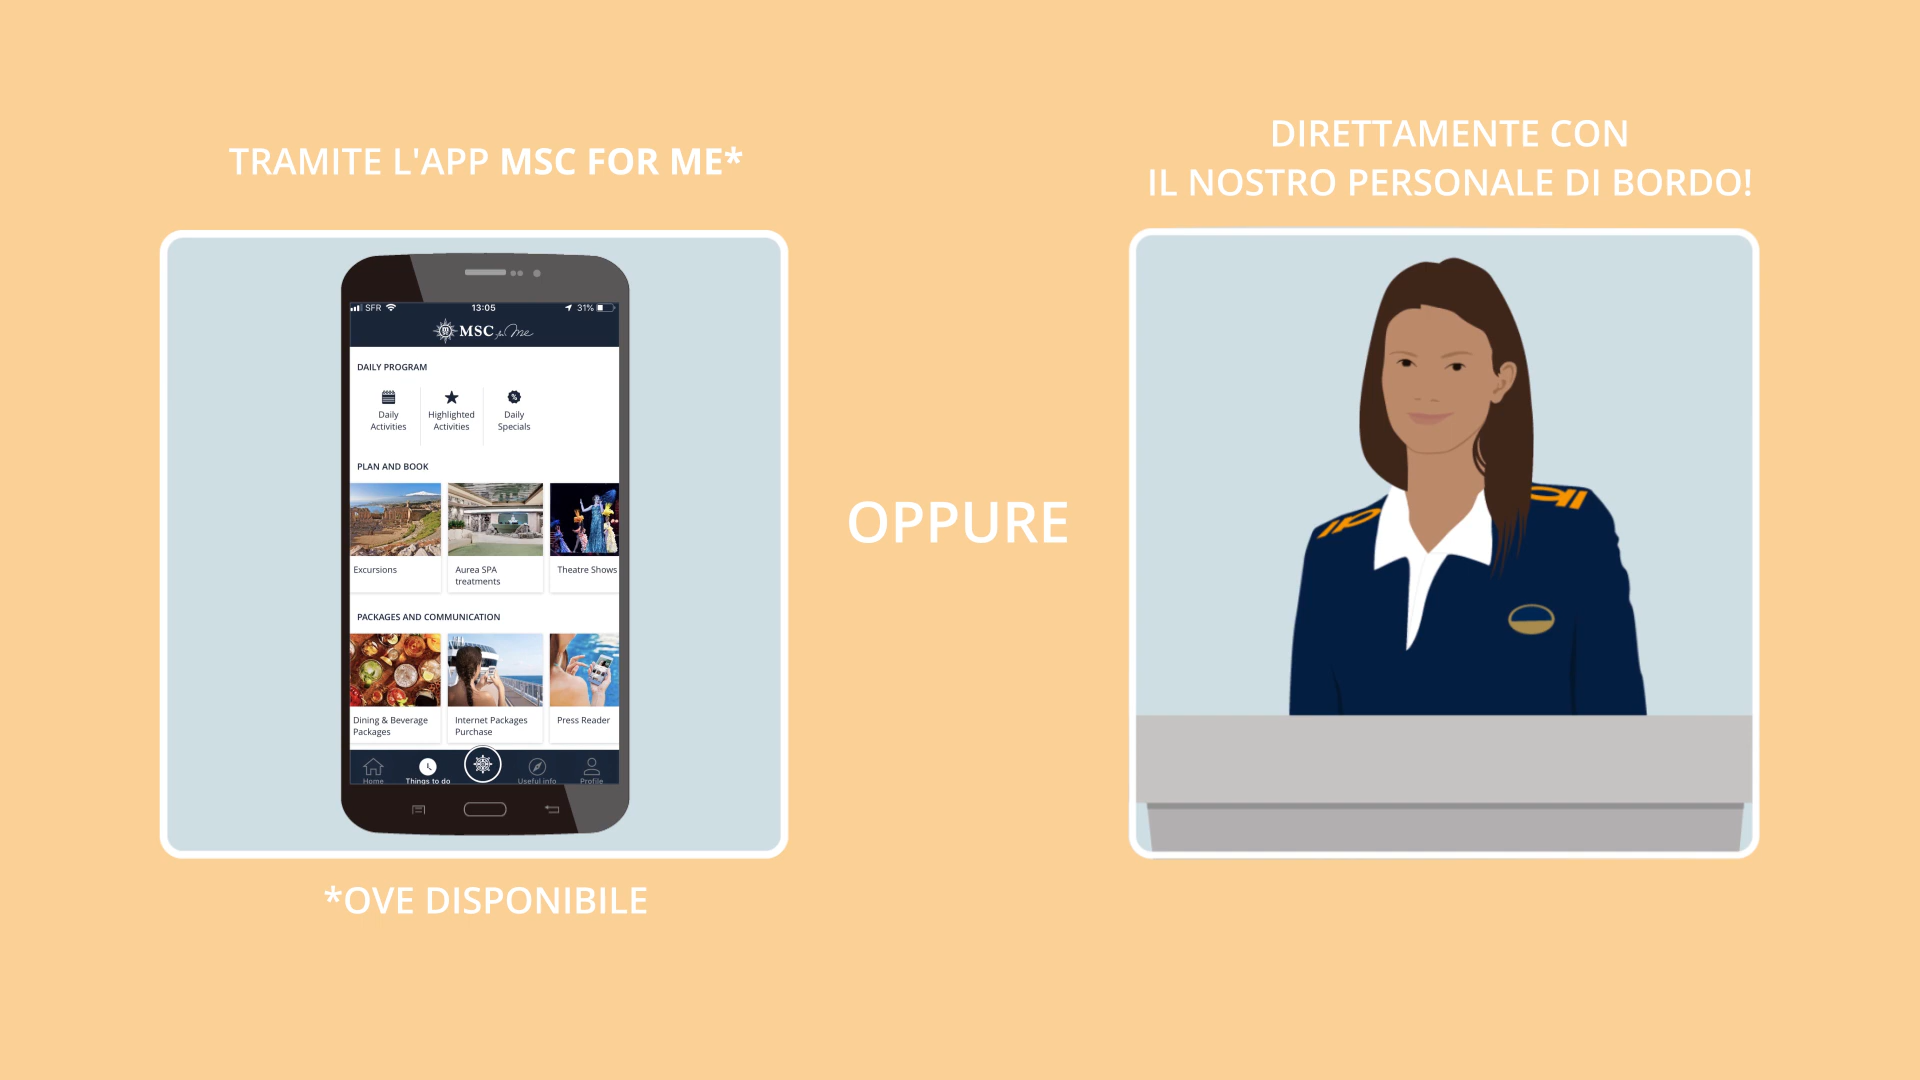 TRAMITE L'APP MSC FOR ME*
SFR 13:05 31%
MSC for Me
DAILY PROGRAM
Daily Activities
Highlighted Activities
Daily Specials
PLAN AND BOOK
Excursions
Aurea SPA treatments
Theatre Shows
PACKAGES AND COMMUNICATION
Dining & Beverage Packages
Internet Packages Purchase
Press Reader
Home
Things to do
Useful info
Profile
*OVE DISPONIBILE
OPPURE
DIRETTAMENTE CON
IL NOSTRO PERSONALE DI BORDO!